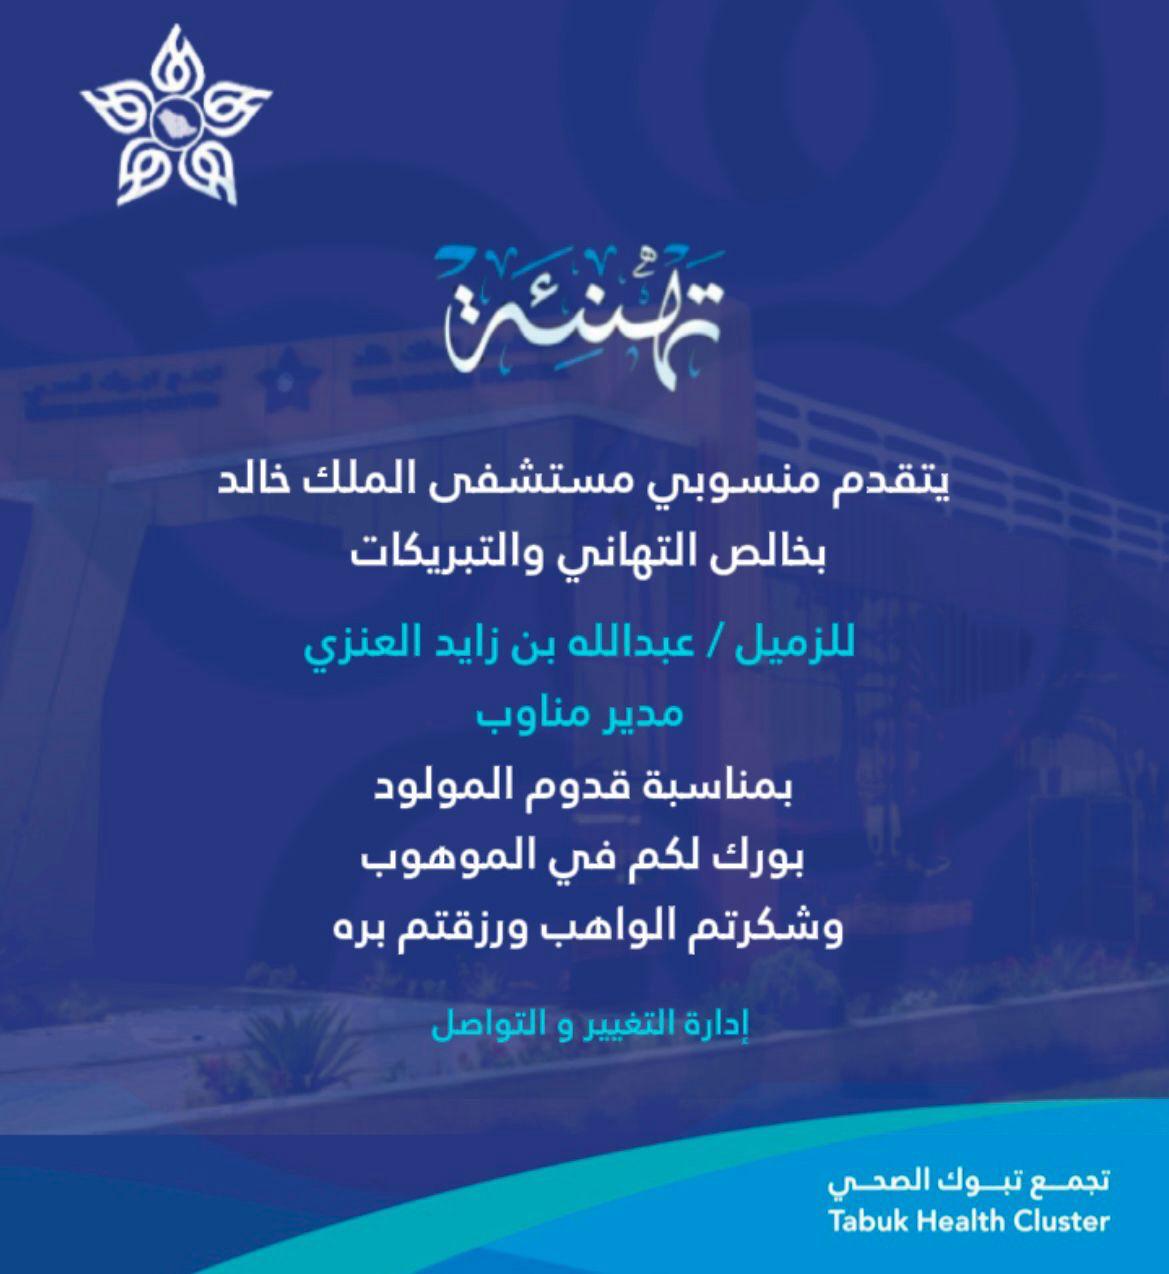 تهنئة
يتقدم منسوبي مستشفى الملك خالد
بخالص التهاني والتبريكات
للزميل / عبدالله بن زايد العنزي
مدير مناوب
بمناسبة قدوم المولود
بورك لكم في الموهوب
وشكرتم الواهب ورزقتم بره
إدارة التغيير و التواصل
تجمع تبوك الصحي
Tabuk Health Cluster